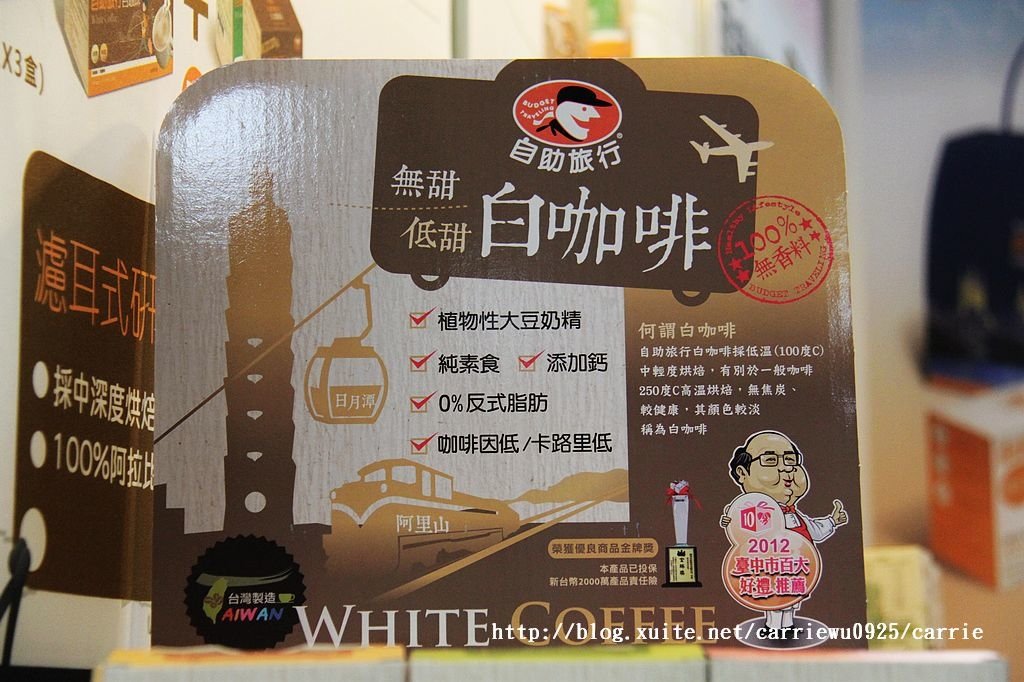 X3盒)
BUDGET TRAVELING
自助旅行
無甜
低甜
白咖啡
Healthy Lifestyle
100%
無香料
BUDGET TRAVELING
植物性大豆奶精
純素食 添加鈣
0%反式脂肪
咖啡因低/卡路里低
何謂白咖啡
自助旅行白咖啡採低溫(100度C)
中輕度烘焙，有別於一般咖啡
250度C高溫烘焙，無焦炭、
較健康，其顏色較淡
稱為白咖啡
日月潭
阿里山
濾耳式研
採中深度烘焙
100%阿拉比
榮獲優良商品金牌獎
本產品已投保
新台幣2000萬產品責任險
10
2012
臺中市百大
好禮 推薦
台灣製造
TAIWAN
WHITE COFFEE
http://blog.xuite.net/carriewu0925/carrie